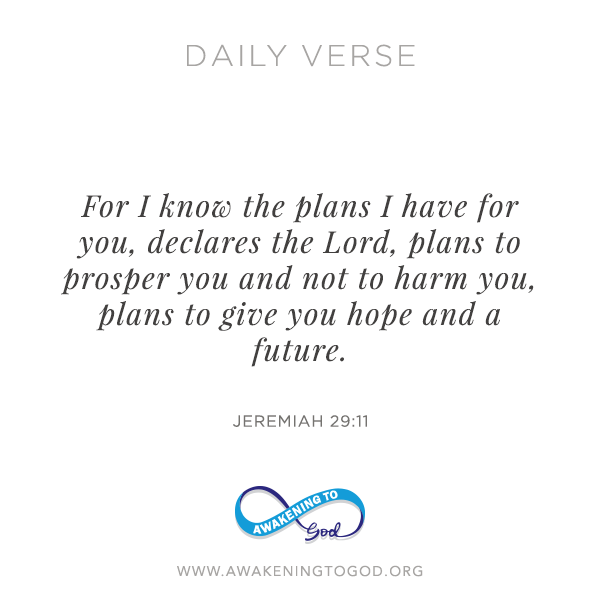 DAILY VERSE
For I know the plans I have for
you, declares the Lord, plans to
prosper you and not to harm you,
plans to give you hope and a
future.
JEREMIAH 29:11
AWAKENING TO
God
WWW.AWAKENINGTOGOD.ORG